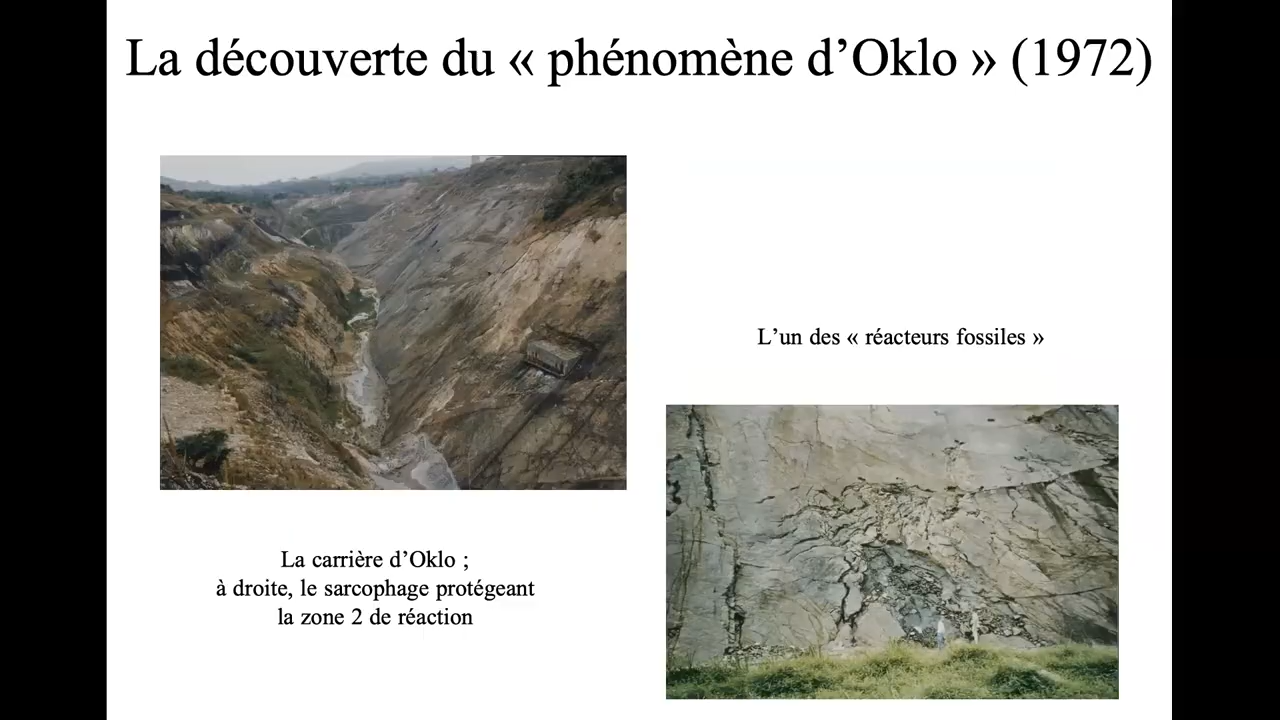 La découverte du « phénomène d’Oklo » (1972)
L’un des « réacteurs fossiles »
La carrière d’Oklo ;
à droite, le sarcophage protégeant
la zone 2 de réaction